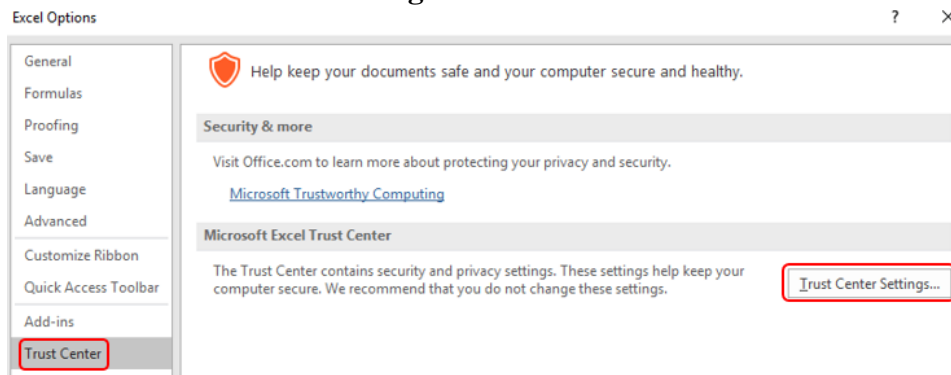 Excel Options
?
General
Formulas
Proofing
Save
Language
Advanced
Customize Ribbon
Quick Access Toolbar
Add-ins
Trust Center
Help keep your documents safe and your computer secure and healthy.
Security & more
Visit Office.com to learn more about protecting your privacy and security.
Microsoft Trustworthy Computing
Microsoft Excel Trust Center
The Trust Center contains security and privacy settings. These settings help keep your
computer secure. We recommend that you do not change these settings.
Trust Center Settings...